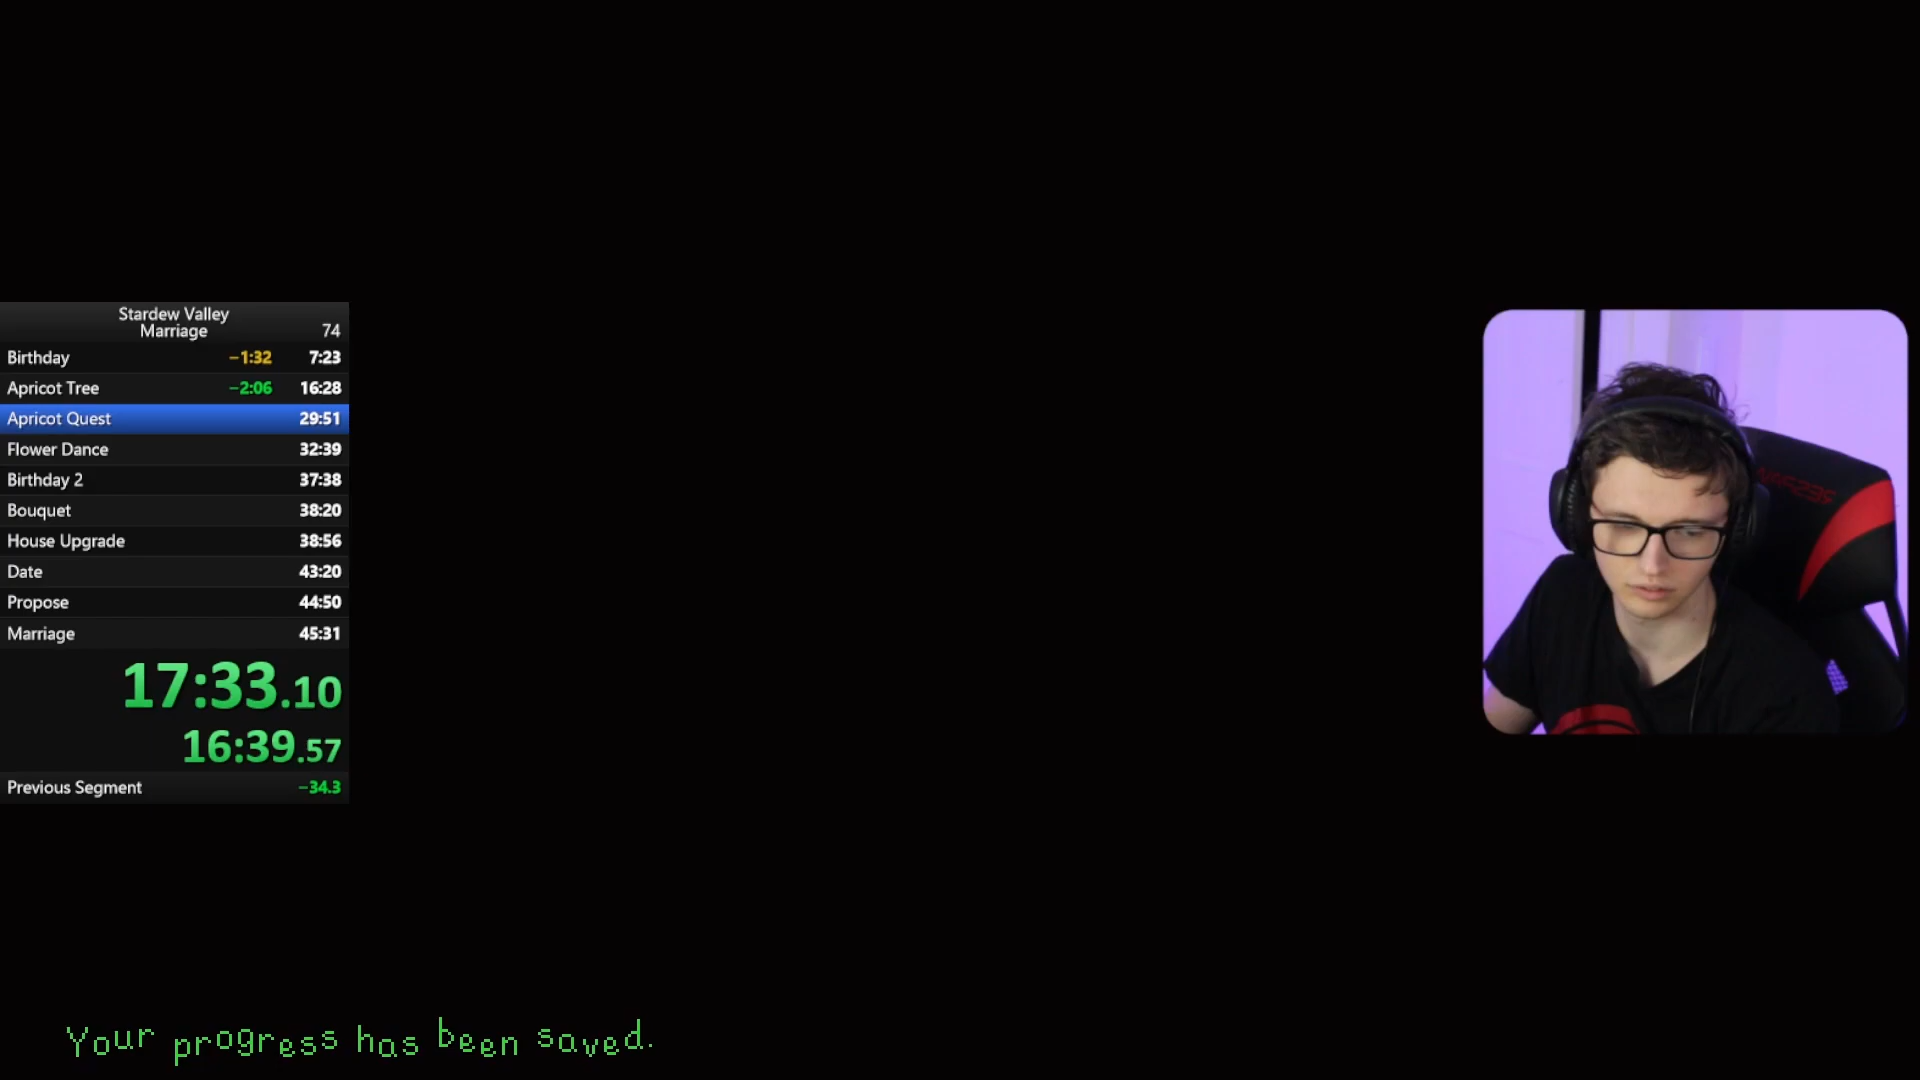 Stardew Valley
Marriage 74
Birthday −1:32 7:23
Apricot Tree −2:06 16:28
Apricot Quest 29:51
Flower Dance 32:39
Birthday 2 37:38
Bouquet 38:20
House Upgrade 38:56
Date 43:20
Propose 44:50
Marriage 45:31
17:33.10
16:39.57
Previous Segment −34.3
Your progress has been saved.